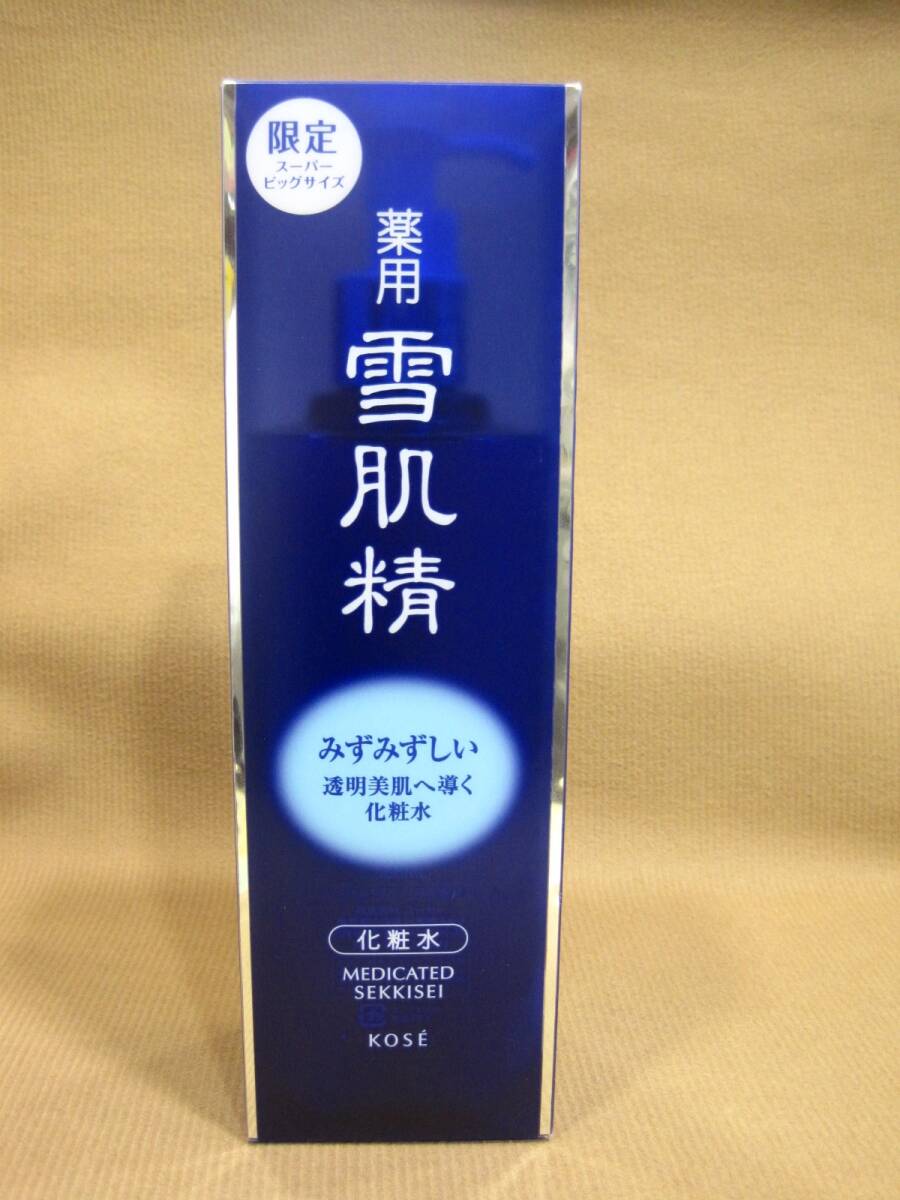 限定
スーパー
ビッグサイズ
薬用
雪肌精
みずみずしい
透明美肌へ導く
化粧水
化粧水
MEDICATED
SEKKISEI
KOSÉ